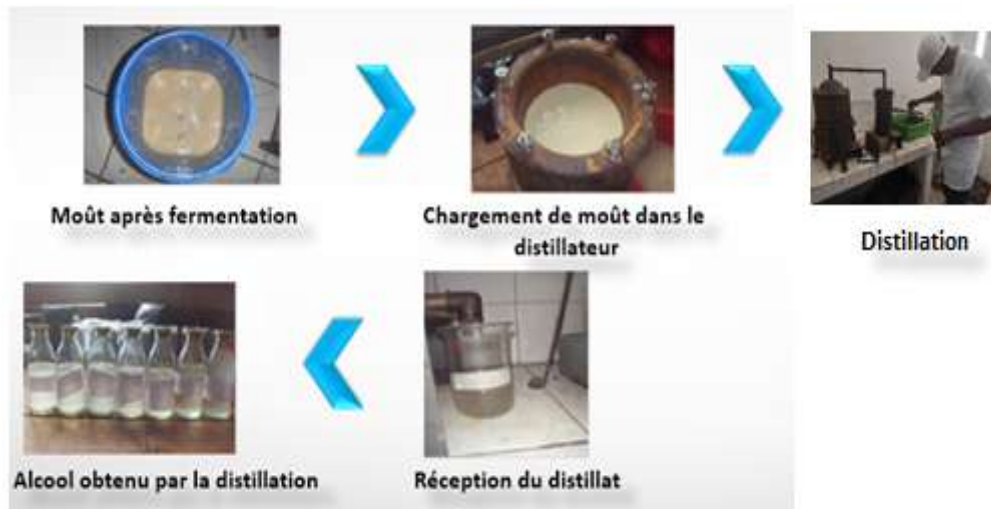 Moût après fermentation
Chargement de moût dans le
distillateur
Distillation
Alcool obtenu par la distillation
Réception du distillat